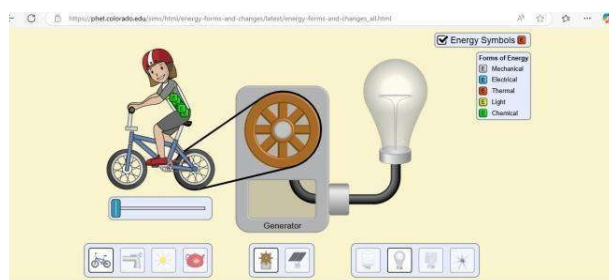 https://phet.colorado.edu/sims/html/energy-forms-and-changes/latest/energy-forms-and-changes_all.html
Energy Symbols E
Forms of Energy
E Mechanical
E Electrical
E Thermal
E Light
E Chemical
Generator